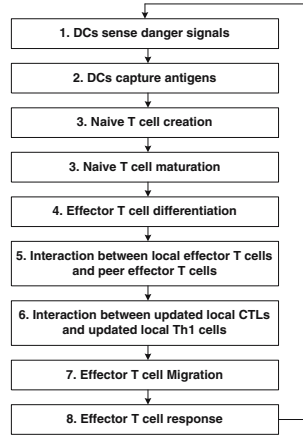 1. DCs sense danger signals
2. DCs capture antigens
3. Naive T cell creation
3. Naive T cell maturation
4. Effector T cell differentiation
5. Interaction between local effector T cells
and peer effector T cells
6. Interaction between updated local CTLs
and updated local Th1 cells
7. Effector T cell Migration
8. Effector T cell response